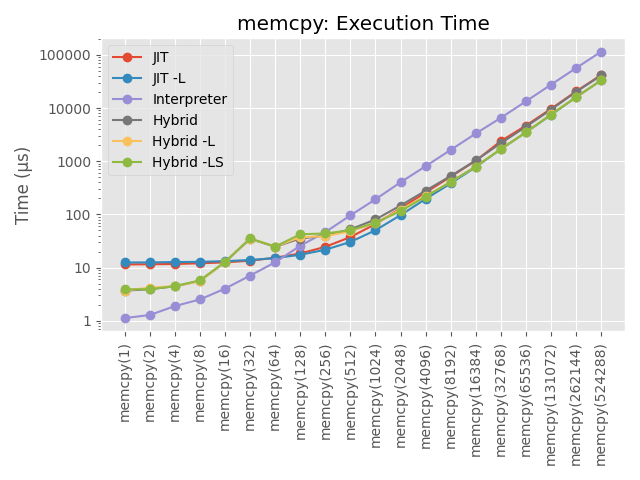 memcpy: Execution Time
JIT
JIT -L
Interpreter
Hybrid
Hybrid -L
Hybrid -LS
Time (µs)
100000
10000
1000
100
10
1
memcpy(1)
memcpy(2)
memcpy(4)
memcpy(8)
memcpy(16)
memcpy(32)
memcpy(64)
memcpy(128)
memcpy(256)
memcpy(512)
memcpy(1024)
memcpy(2048)
memcpy(4096)
memcpy(8192)
memcpy(16384)
memcpy(32768)
memcpy(65536)
memcpy(131072)
memcpy(262144)
memcpy(524288)